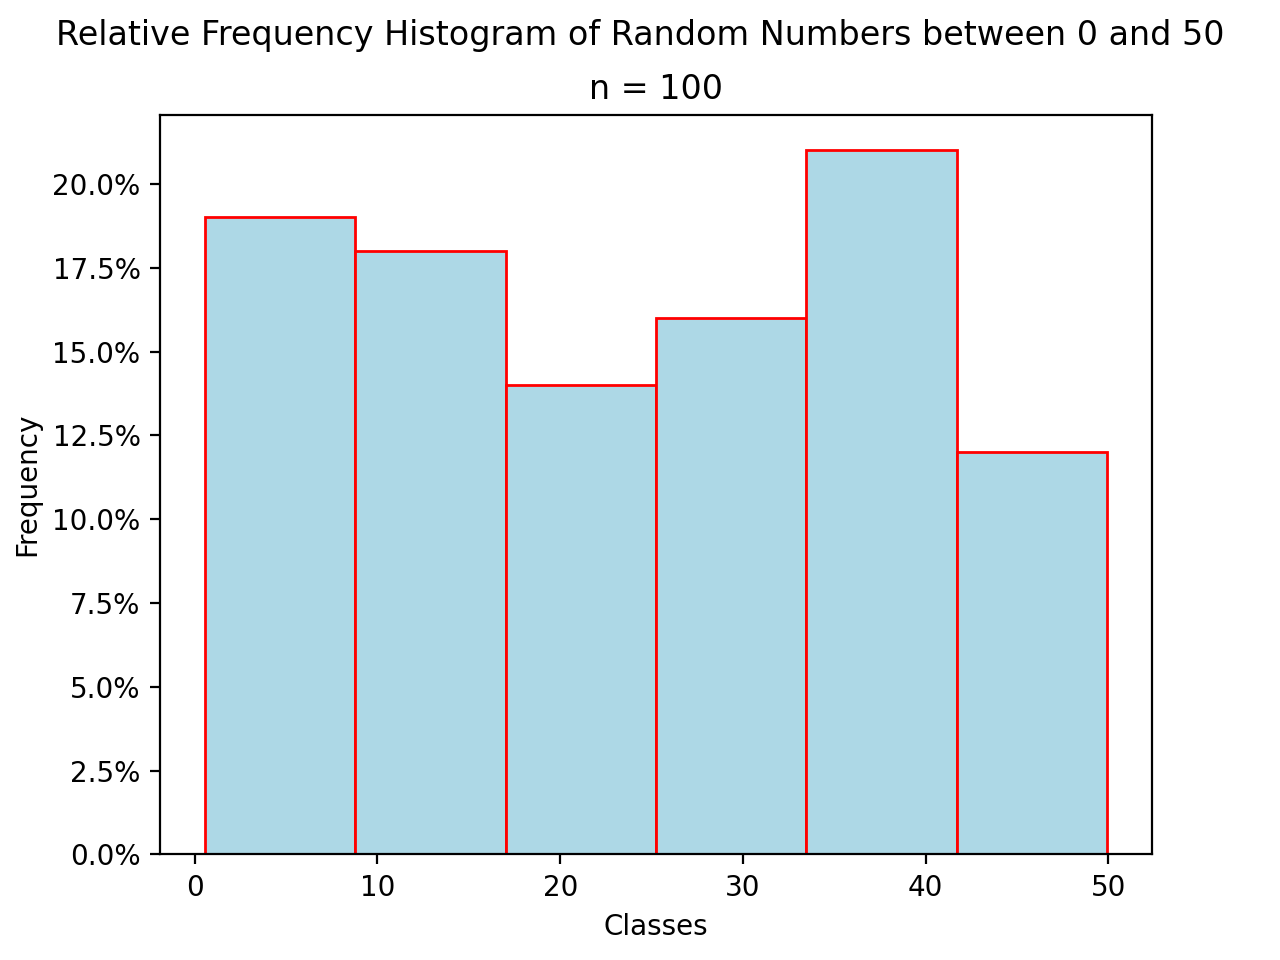 Relative Frequency Histogram of Random Numbers between 0 and 50
n = 100
20.0%
17.5%
15.0%
12.5%
10.0%
7.5%
5.0%
2.5%
0.0%
Frequency
0 10 20 30 40 50
Classes